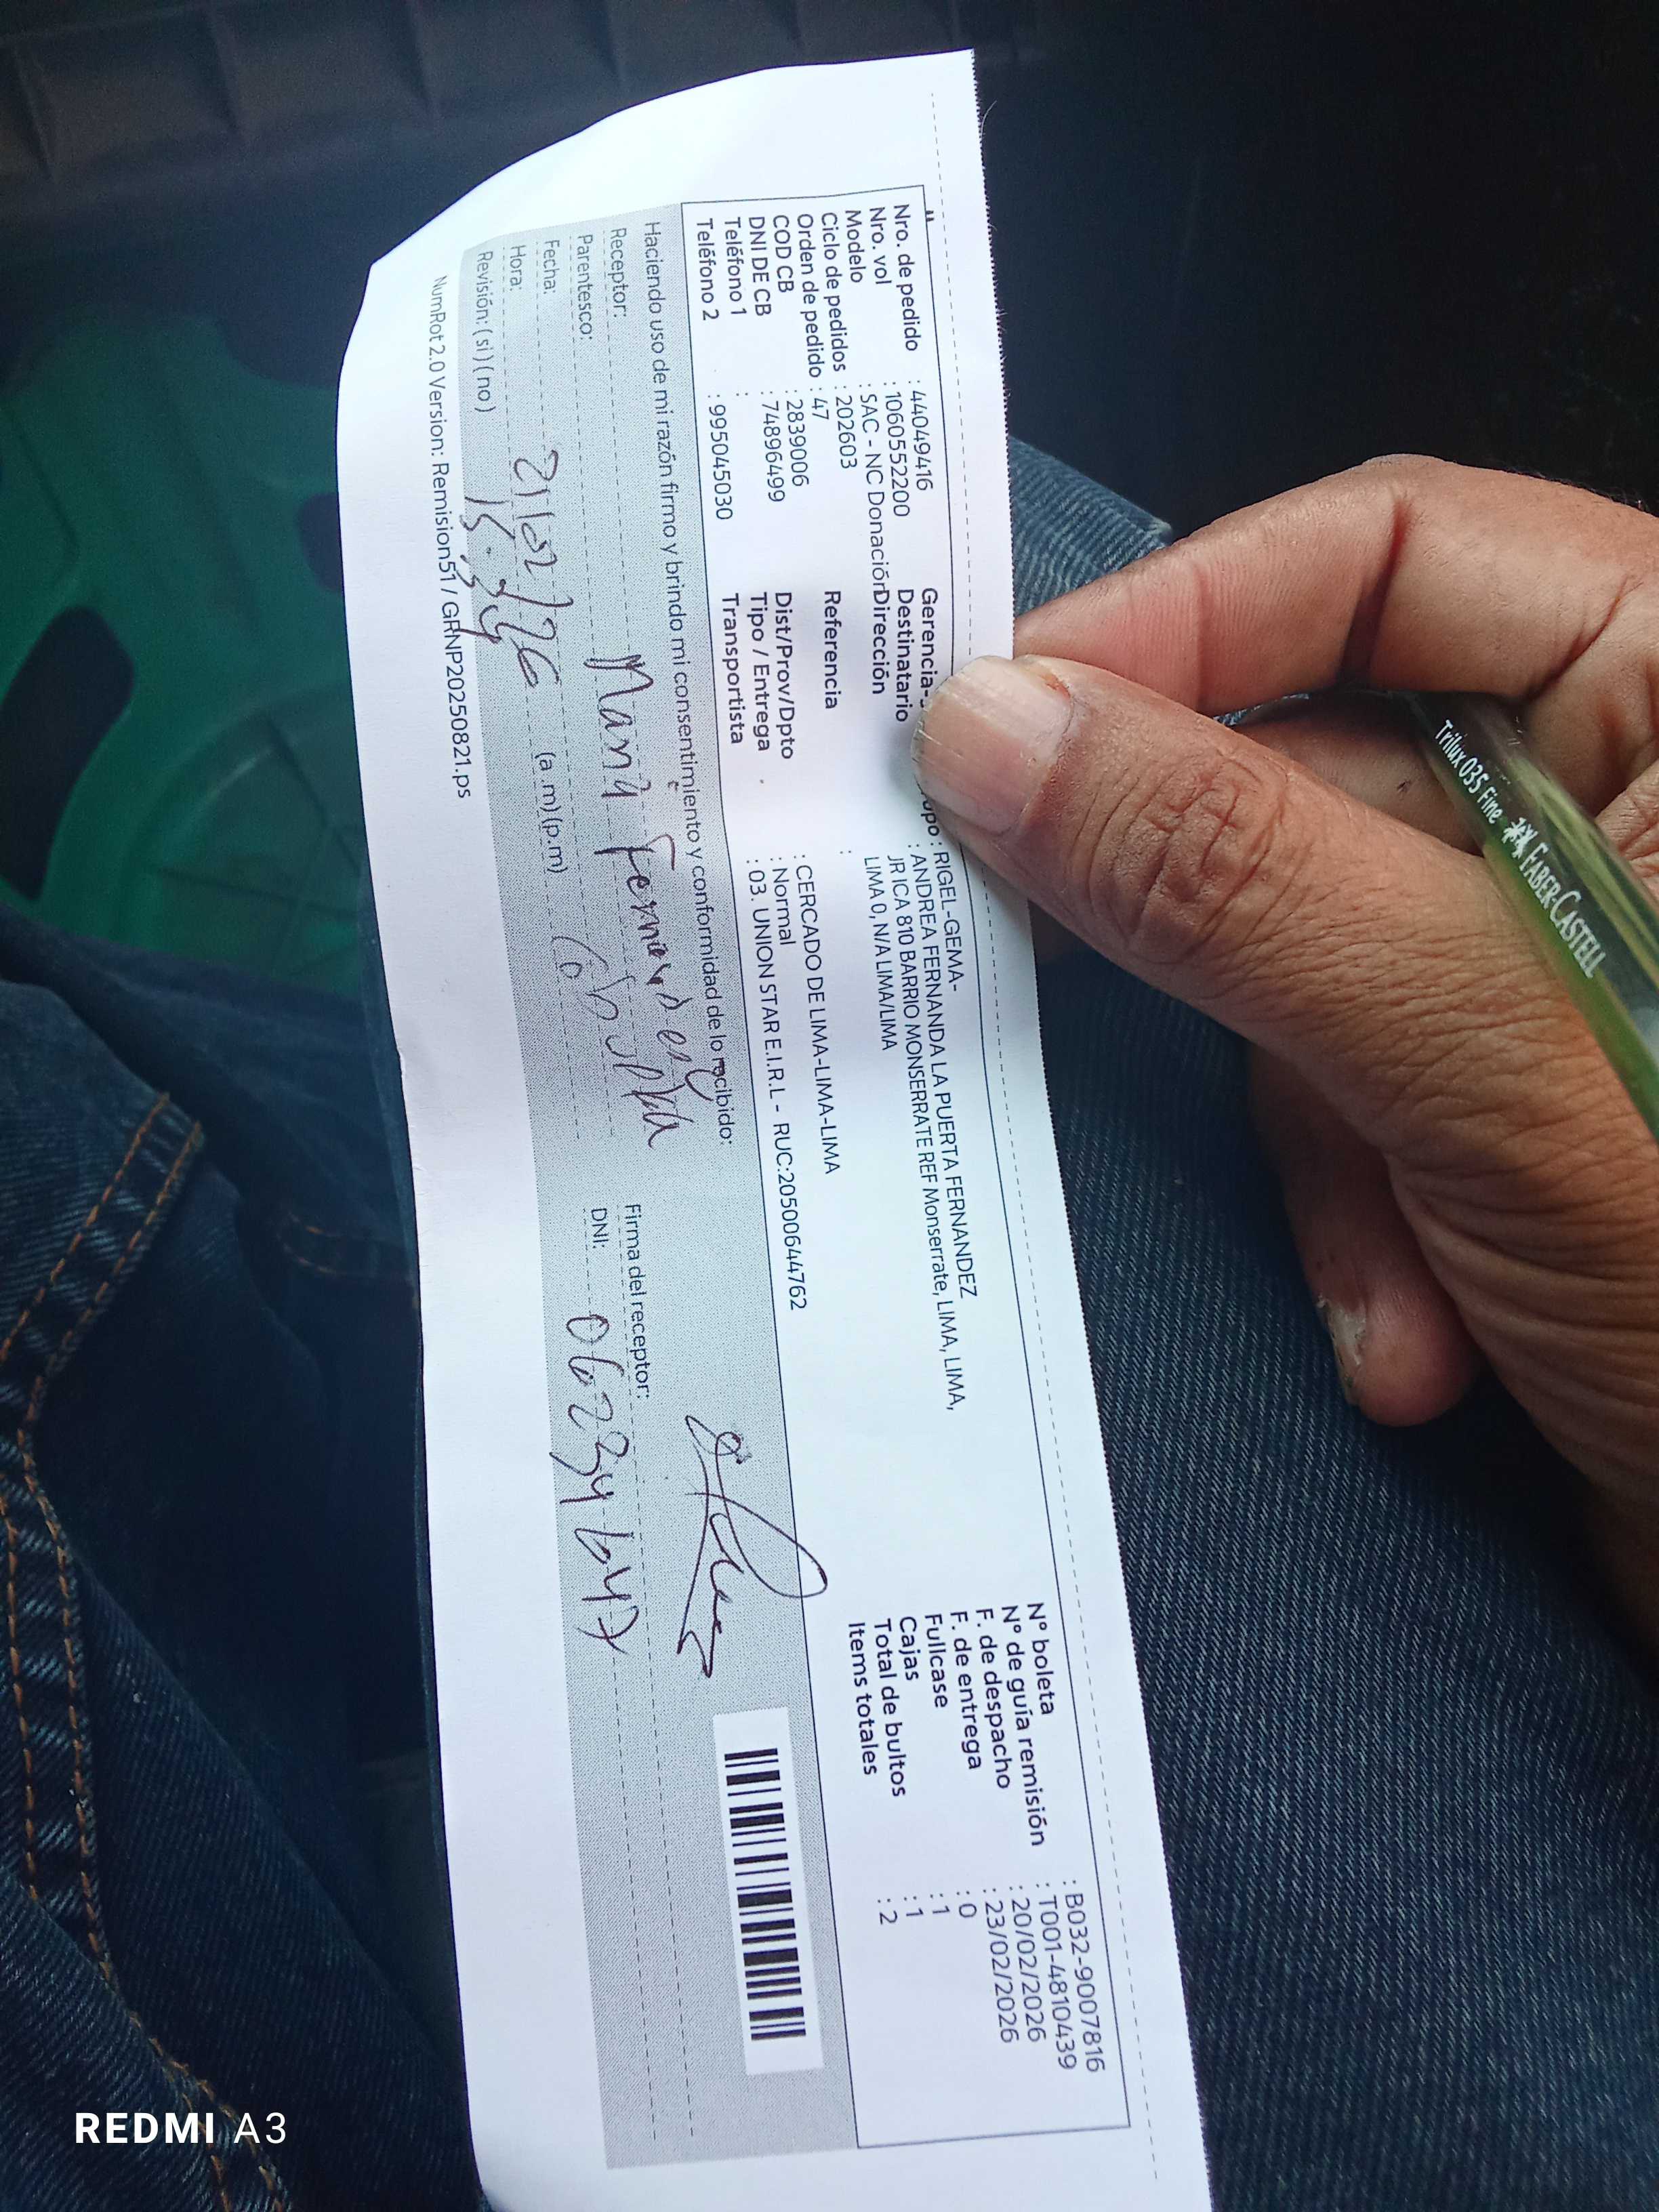 Nro. de pedido : 44049416
Nro. vol : 1060552200
Modelo : SAC - NC Donación
Ciclo de pedidos : 202603
Orden de pedido : 47
COD CB : 2839006
DNI DE CB : 74896499
Teléfono 1 :
Teléfono 2 : 995045030
Gerencia- : RIGEL-GEMA-
Destinatario : ANDREA FERNANDA LA PUERTA FERNANDEZ
Dirección JR ICA 810 BARRIO MONSERRATE REF Monserrate, LIMA, LIMA,
LIMA 0, N/A LIMA/LIMA
Referencia :
Dist/Prov/Dpto : CERCADO DE LIMA-LIMA-LIMA
Tipo / Entrega : Normal
Transportista : 03. UNION STAR E.I.R.L - RUC:20500644762
N° boleta : B032-9007816
N° de guía remisión : T001-4810439
F. de despacho : 20/02/2026
F. de entrega : 23/02/2026
Fullcase : 0
Cajas : 1
Total de bultos : 1
Items totales : 2
Haciendo uso de mi razón firmo y brindo mi consentimiento y conformidad de lo recibido:
Receptor: Maria Fernandez
Parentesco:
Fecha: 21/02/26
Hora: (a.m)(p.m)
Revisión: (si) (no)
Firma del receptor:
DNI: 06234647
NumRot 2.0 Version: Remision51 / GRNP20250821.ps
Trilux 035 Fine FABER-CASTELL
REDMI A3